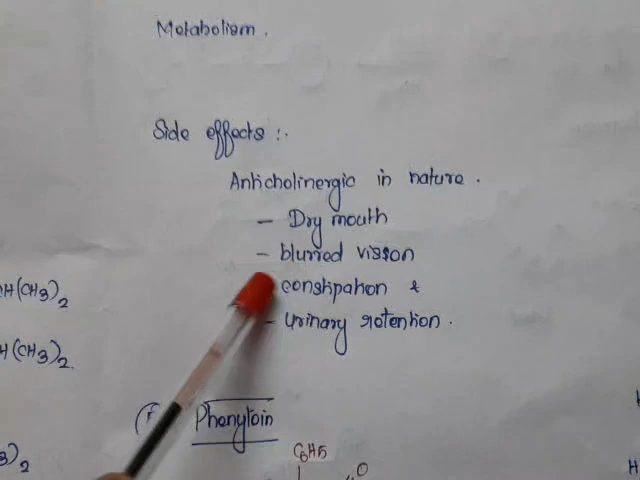 Metabolism.
Side effects :-
Anticholinergic in nature.
- Dry mouth
- blurred vision
constipation &
- urinary retention.
CH(CH3)2
H(CH3)2
Phenytoin
C6H5
O
3)2
H